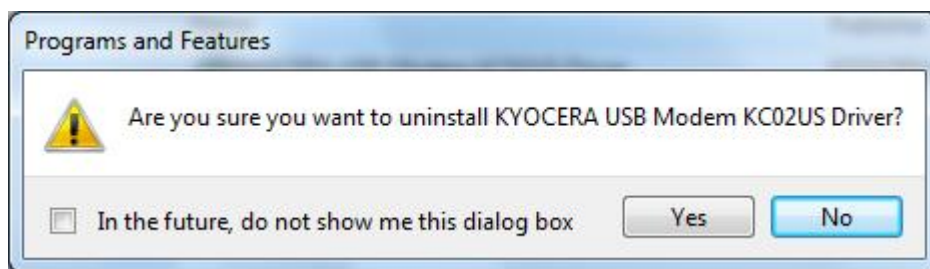 Programs and Features
Are you sure you want to uninstall KYOCERA USB Modem KC02US Driver?
In the future, do not show me this dialog box
Yes
No